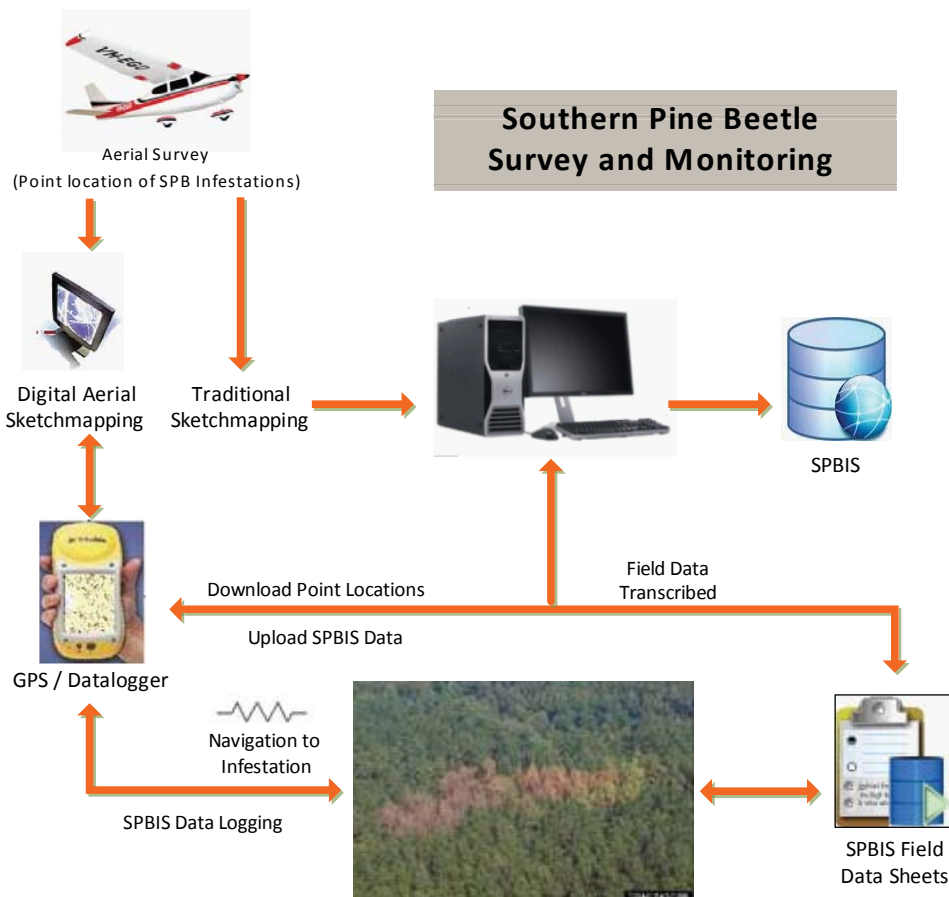 VH-EGO
Aerial Survey
(Point location of SPB Infestations)
Southern Pine Beetle
Survey and Monitoring
Digital Aerial
Sketchmapping
Traditional
Sketchmapping
SPBIS
Download Point Locations
Upload SPBIS Data
Field Data
Transcribed
GPS / Datalogger
Navigation to
Infestation
SPBIS Data Logging
SPBIS Field
Data Sheets